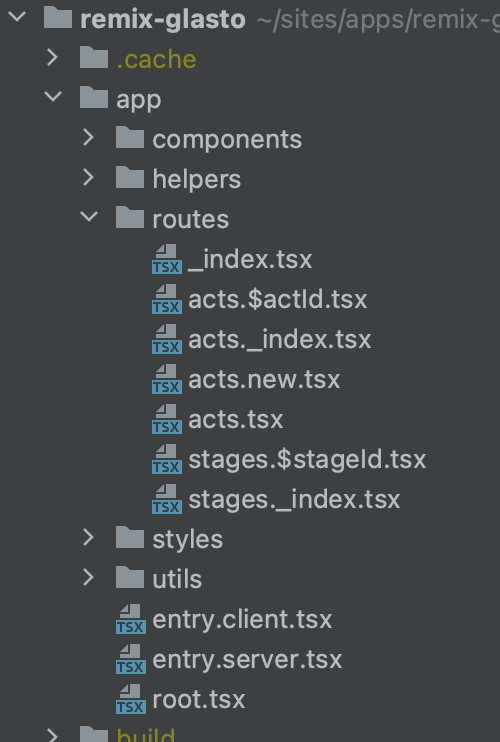 remix-glasto ~/sites/apps/remix-g
.cache
app
components
helpers
routes
TSX _index.tsx
TSX acts.$actId.tsx
TSX acts._index.tsx
TSX acts.new.tsx
TSX acts.tsx
TSX stages.$stageId.tsx
TSX stages._index.tsx
styles
utils
TSX entry.client.tsx
TSX entry.server.tsx
TSX root.tsx
build